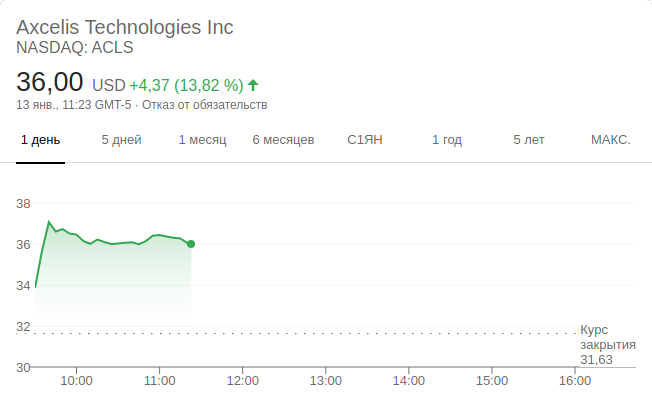 Axcelis Technologies Inc
NASDAQ: ACLS
36,00 USD +4,37 (13,82 %)
13 янв., 11:23 GMT-5 · Отказ от обязательств
1 день 5 дней 1 месяц 6 месяцев С1ЯН 1 год 5 лет МАКС.
38
36
34
32
Курс
закрытия
31,63
30
10:00 11:00 12:00 13:00 14:00 15:00 16:00